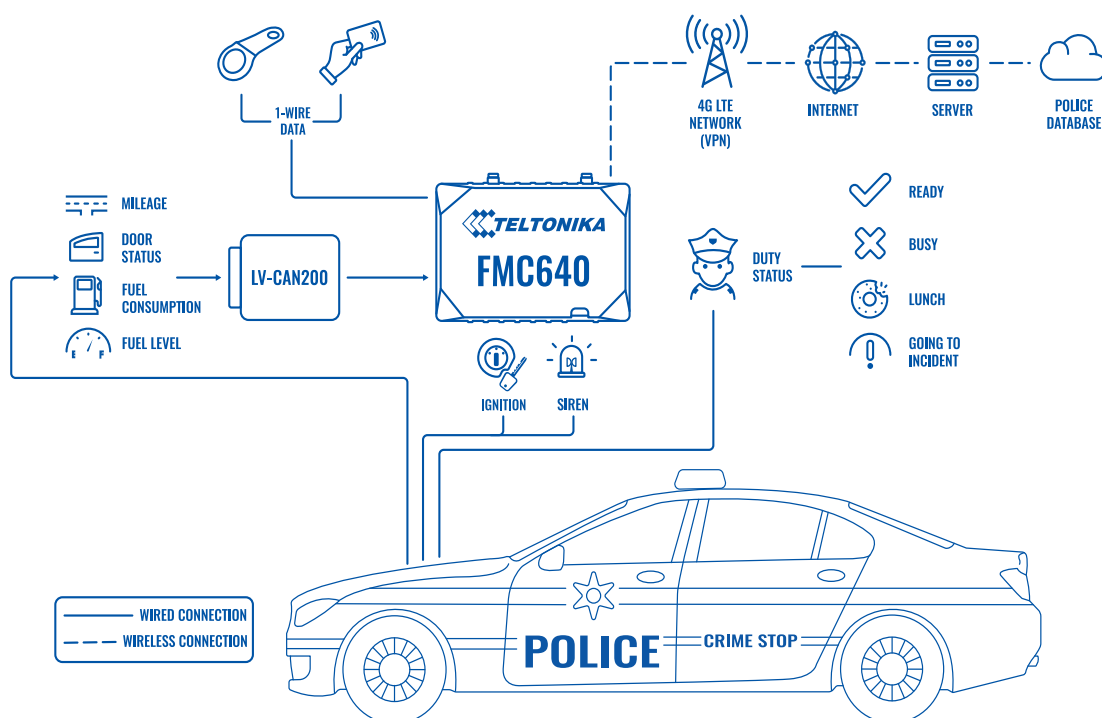 1-WIRE
DATA
4G LTE
NETWORK
(VPN)
INTERNET
SERVER
POLICE
DATABASE
MILEAGE
DOOR
STATUS
FUEL
CONSUMPTION
FUEL LEVEL
E
F
LV-CAN200
TELTONIKA
FMC640
IGNITION
SIREN
DUTY
STATUS
READY
BUSY
LUNCH
GOING TO
INCIDENT
WIRED CONNECTION
WIRELESS CONNECTION
POLICE
CRIME STOP